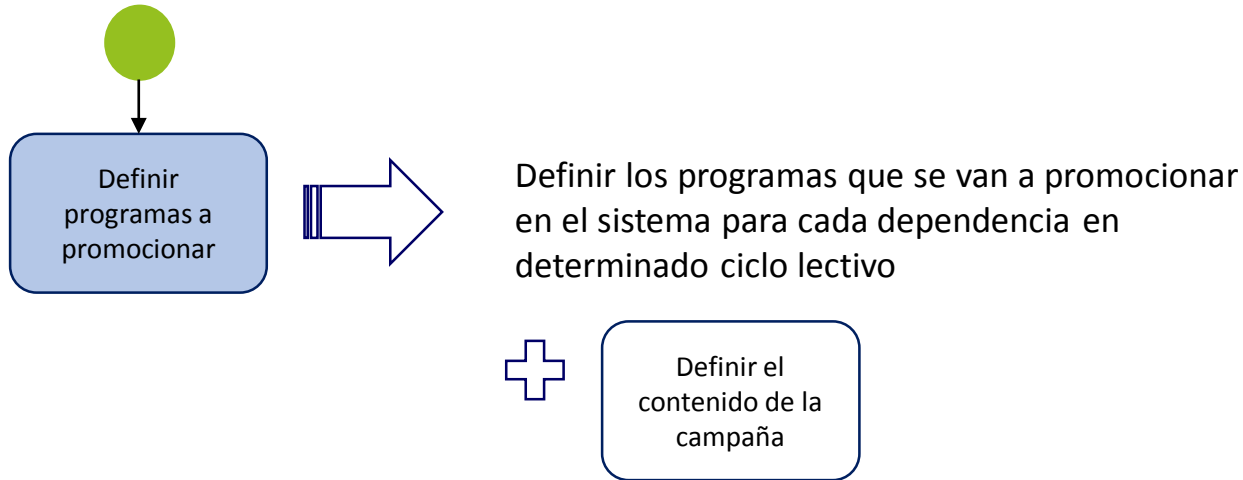 Definir
programas a
promocionar
Definir los programas que se van a promocionar
en el sistema para cada dependencia en
determinado ciclo lectivo
Definir el
contenido de la
campaña